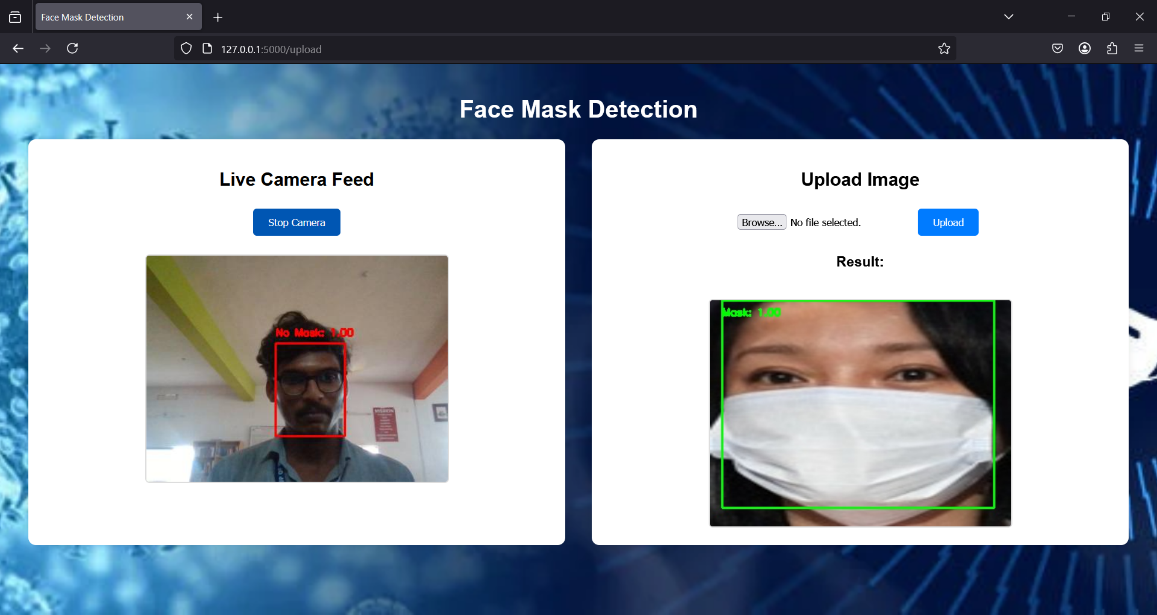 Face Mask Detection
127.0.0.1:5000/upload
Face Mask Detection
Live Camera Feed
Stop Camera
No Mask: 1.00
Upload Image
Browse... No file selected.
Upload
Result:
Mask: 1.00